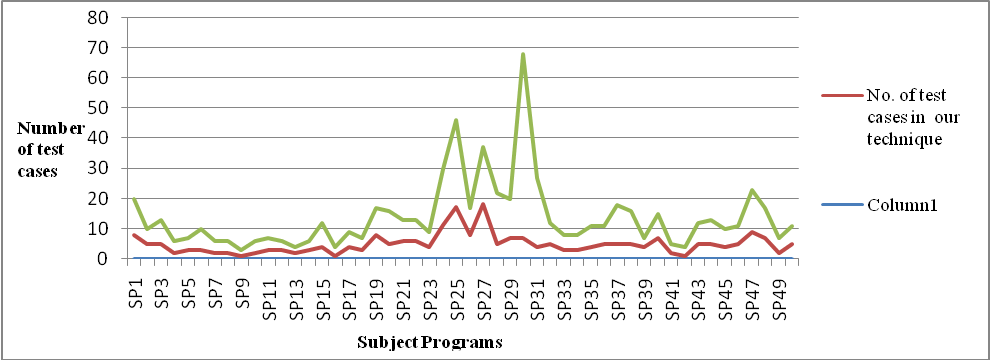 80
70
60
50
40
30
20
10
0
Number
of test
cases
SP1
SP3
SP5
SP7
SP9
SP11
SP13
SP15
SP17
SP19
SP21
SP23
SP25
SP27
SP29
SP31
SP33
SP35
SP37
SP39
SP41
SP43
SP45
SP47
SP49
Subject Programs
No. of test
cases in our
technique
Column1